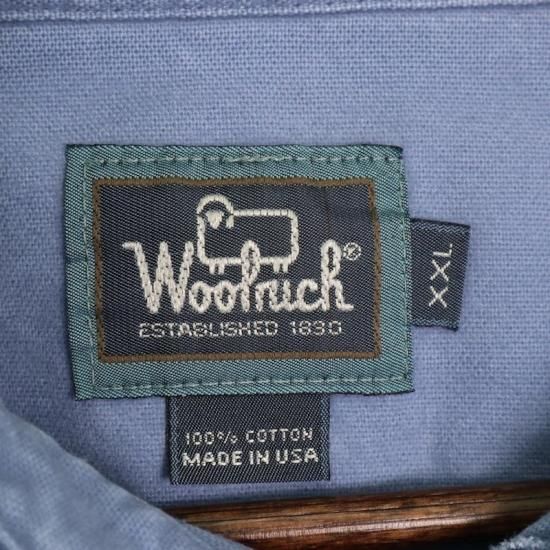 Woolrich®
ESTABLISHED 1830
XXL
100% COTTON
MADE IN USA